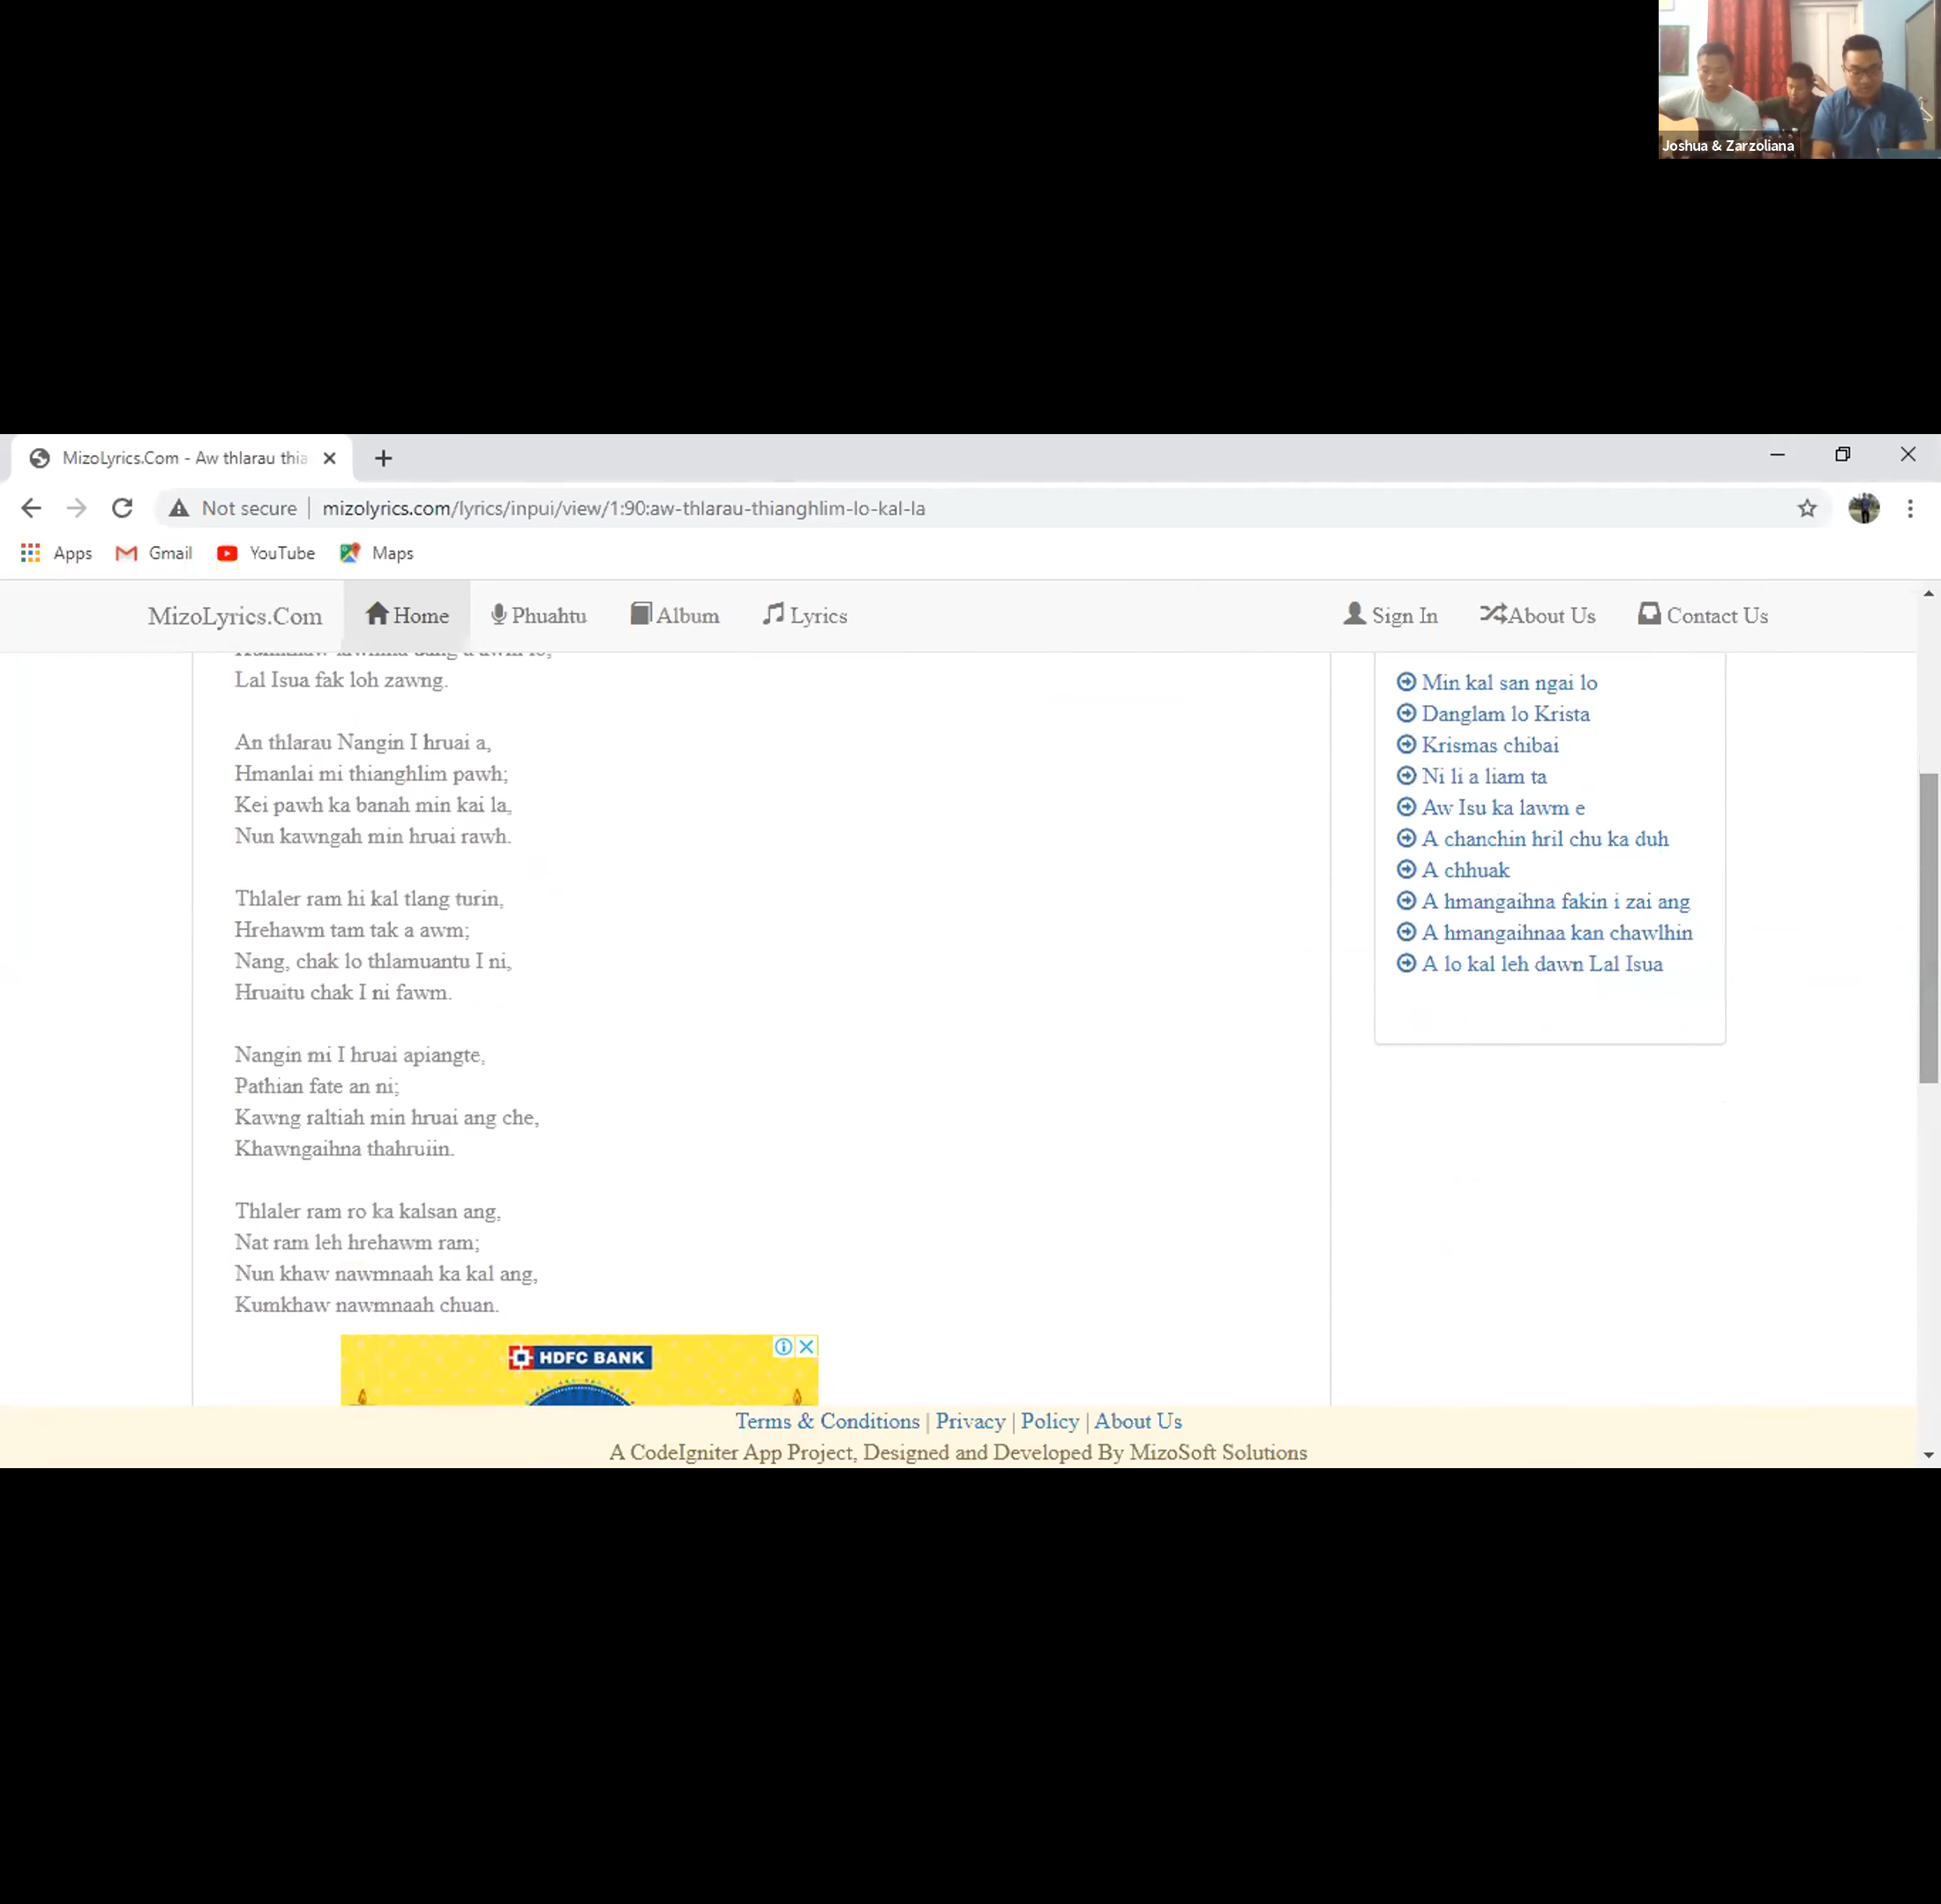 Joshua & Zarzoliana
MizoLyrics.Com - Aw thlarau thia
Not secure | mizolyrics.com/lyrics/inpui/view/1:90:aw-thlarau-thianghlim-lo-kal-la
Apps Gmail YouTube Maps
MizoLyrics.Com Home Phuahtu Album Lyrics Sign In About Us Contact Us
Lal Isua fak loh zawng.
An thlarau Nangin I hruai a,
Hmanlai mi thianghlim pawh;
Kei pawh ka banah min kai la,
Nun kawngah min hruai rawh.
Thlaler ram hi kal tlang turin,
Hrehawm tam tak a awm;
Nang, chak lo thlamuantu I ni,
Hruaitu chak I ni fawm.
Nangin mi I hruai apiangte,
Pathian fate an ni;
Kawng raltiah min hruai ang che,
Khawngaihna thahruiin.
Thlaler ram ro ka kalsan ang,
Nat ram leh hrehawm ram;
Nun khaw nawmnaah ka kal ang,
Kumkhaw nawmnaah chuan.
HDFC BANK
Min kal san ngai lo
Danglam lo Krista
Krismas chibai
Ni li a liam ta
Aw Isu ka lawm e
A chanchin hril chu ka duh
A chhuak
A hmangaihna fakin i zai ang
A hmangaihnaa kan chawlhin
A lo kal leh dawn Lal Isua
Terms & Conditions | Privacy | Policy | About Us
A CodeIgniter App Project, Designed and Developed By MizoSoft Solutions